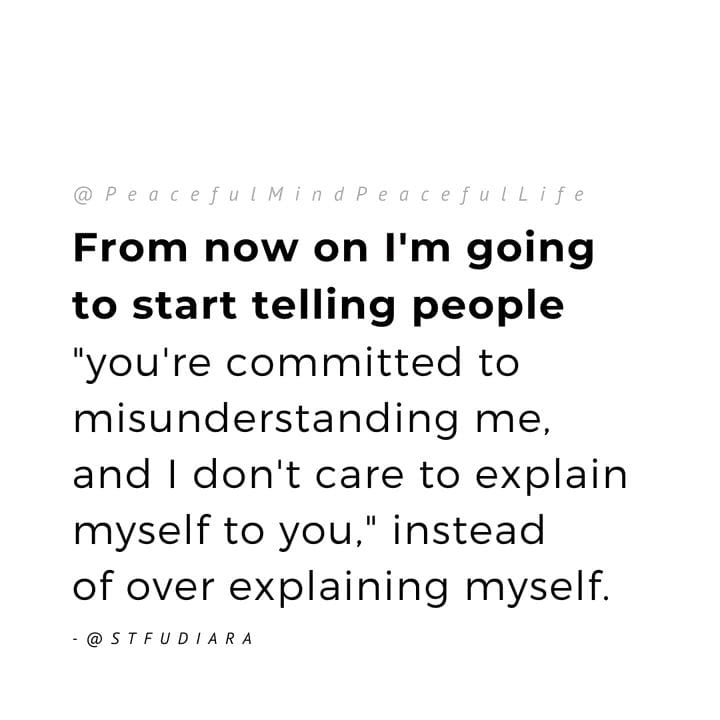 @PeacefulMindPeacefulLife
From now on I'm going
to start telling people
"you're committed to
misunderstanding me,
and I don't care to explain
myself to you," instead
of over explaining myself.
- @STFUDIARA